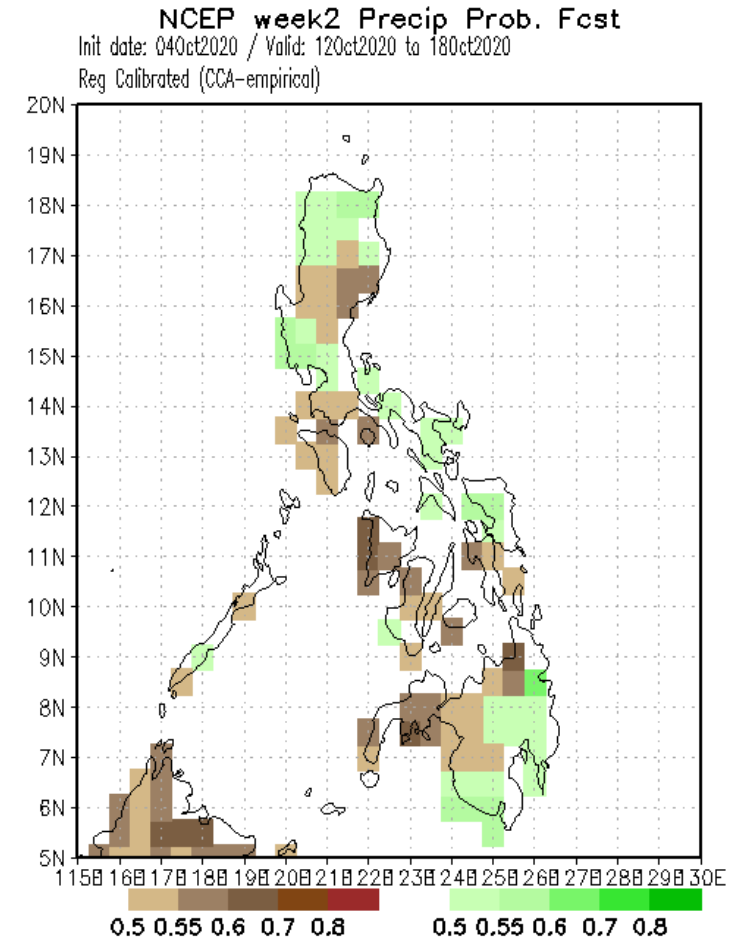 NCEP week2 Precip Prob. Fcst
Init date: 04Oct2020 / Valid: 12Oct2020 to 18Oct2020
Reg Calibrated (CCA-empirical)
20N
19N
18N
17N
16N
15N
14N
13N
12N
11N
10N
9N
8N
7N
6N
5N
115E 116E 117E 118E 119E 120E 121E 122E 123E 124E 125E 126E 127E 128E 129E 130E
0.5 0.55 0.6 0.7 0.8 0.5 0.55 0.6 0.7 0.8